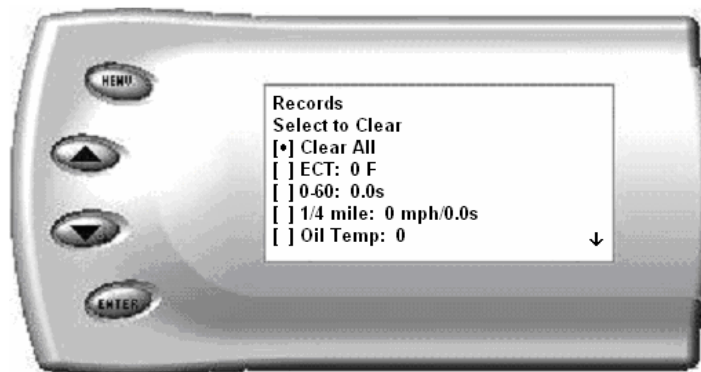 MENU
Records
Select to Clear
[•] Clear All
[ ] ECT: 0 F
[ ] 0-60: 0.0s
[ ] 1/4 mile: 0 mph/0.0s
[ ] Oil Temp: 0
ENTER